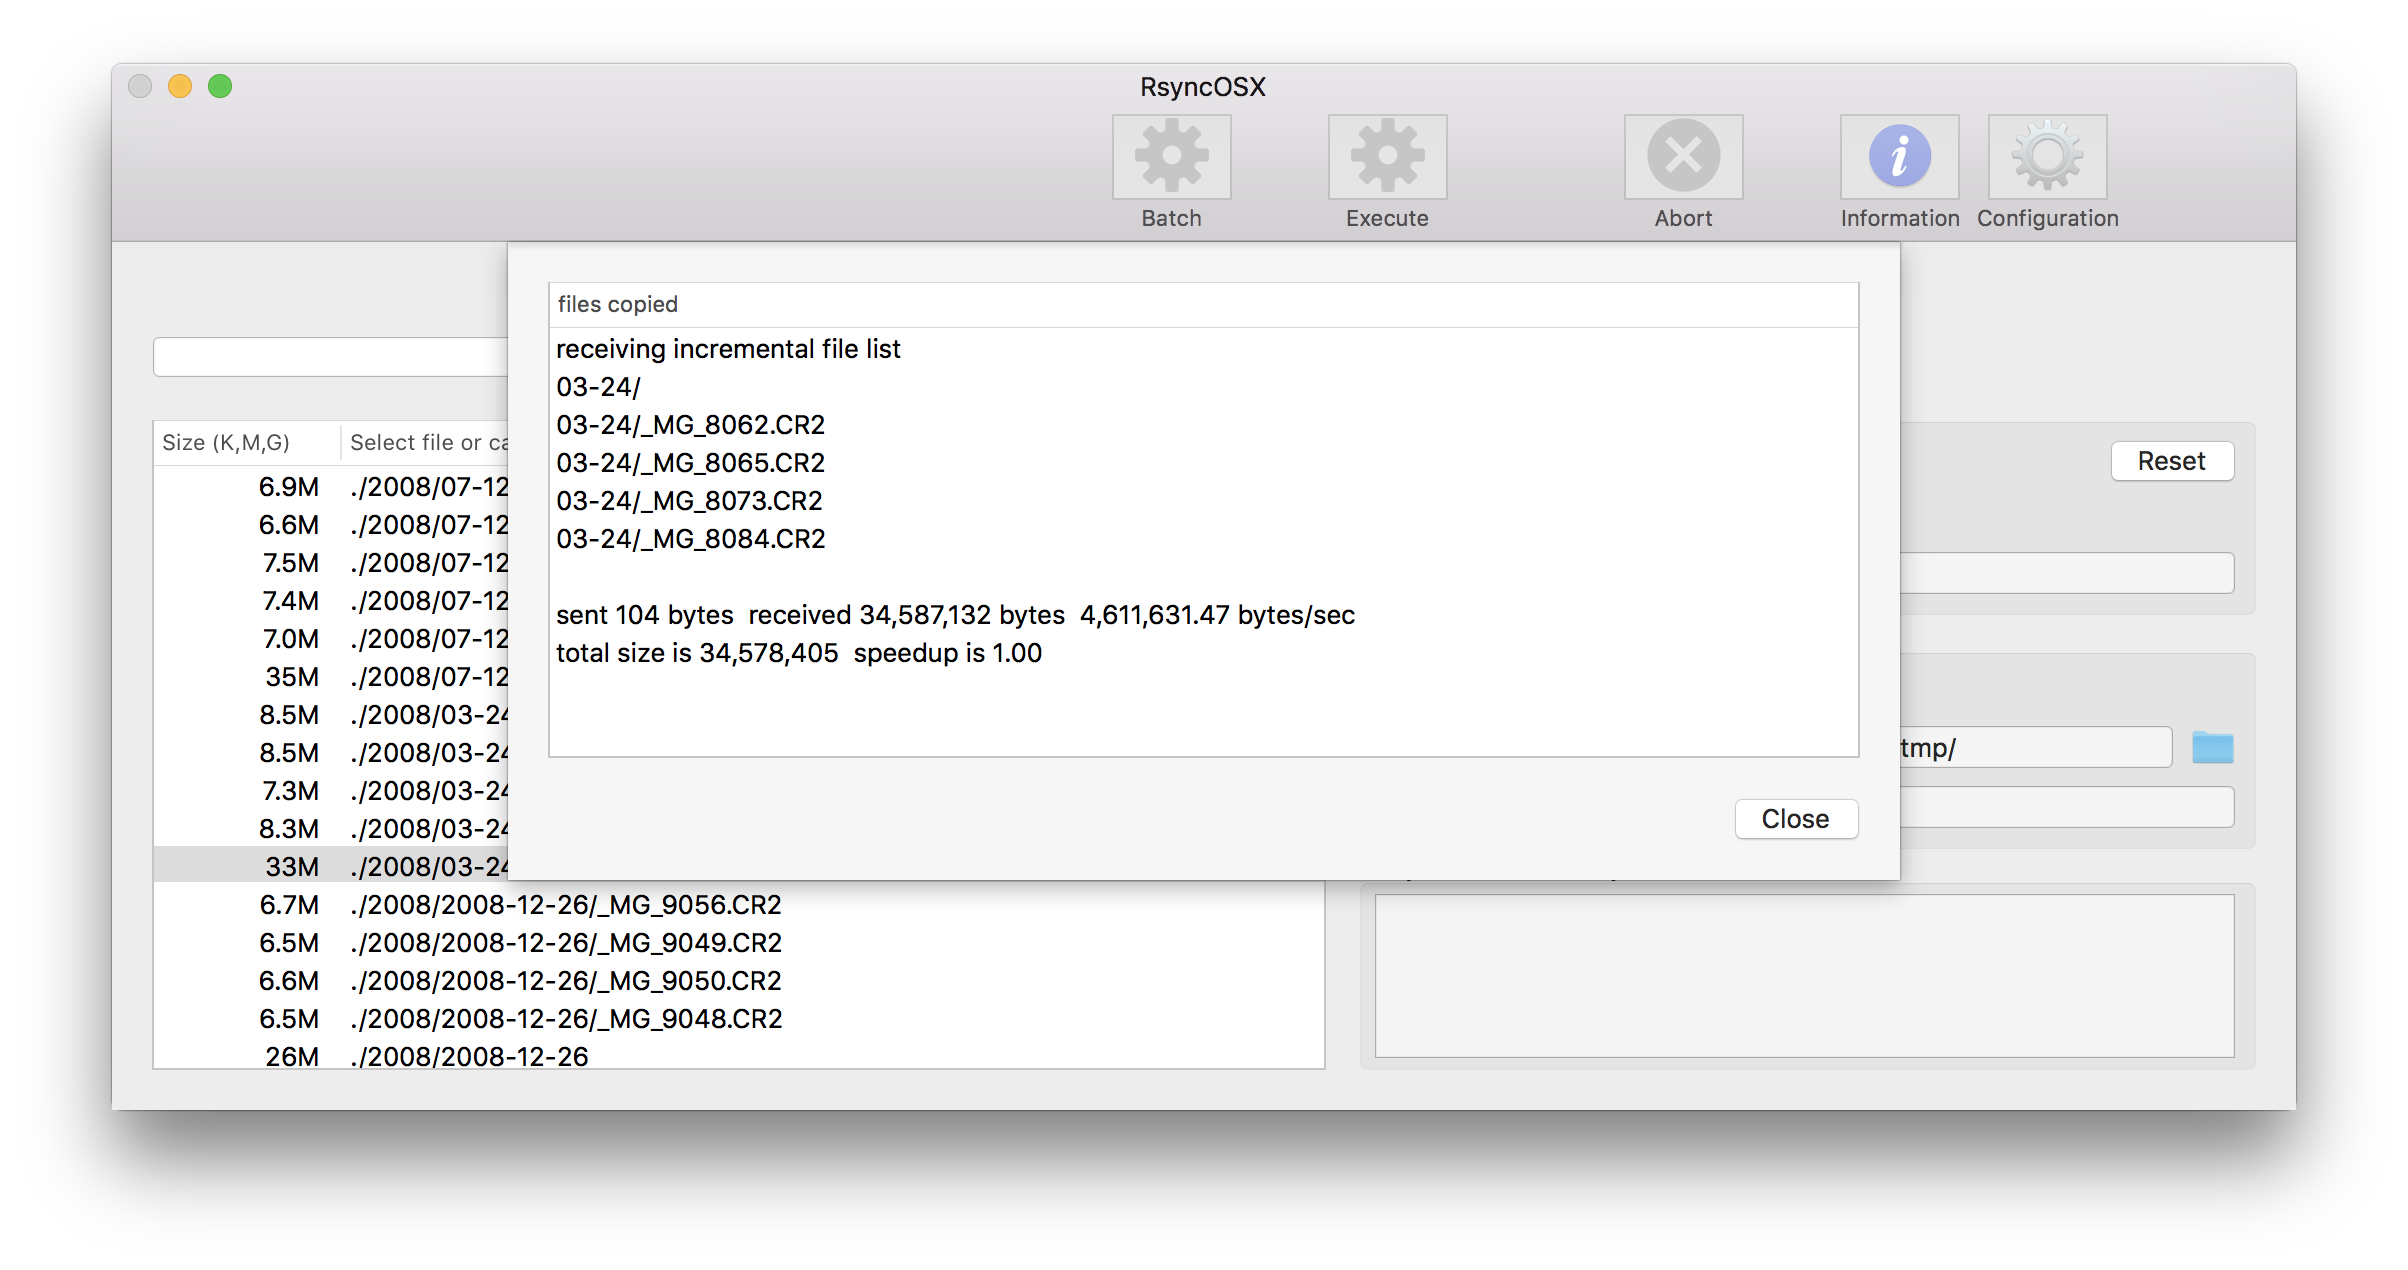 RsyncOSX
Batch
Execute
Abort
Information
Configuration
files copied
receiving incremental file list
03-24/
03-24/_MG_8062.CR2
03-24/_MG_8065.CR2
03-24/_MG_8073.CR2
03-24/_MG_8084.CR2
sent 104 bytes  received 34,587,132 bytes  4,611,631.47 bytes/sec
total size is 34,578,405  speedup is 1.00
Close
Size (K,M,G) Select file or
6.9M ./2008/07-12
6.6M ./2008/07-12
7.5M ./2008/07-12
7.4M ./2008/07-12
7.0M ./2008/07-12
35M ./2008/07-12
8.5M ./2008/03-24
8.5M ./2008/03-24
7.3M ./2008/03-24
8.3M ./2008/03-24
33M ./2008/03-24
6.7M ./2008/2008-12-26/_MG_9056.CR2
6.5M ./2008/2008-12-26/_MG_9049.CR2
6.6M ./2008/2008-12-26/_MG_9050.CR2
6.5M ./2008/2008-12-26/_MG_9048.CR2
26M ./2008/2008-12-26
Reset
tmp/